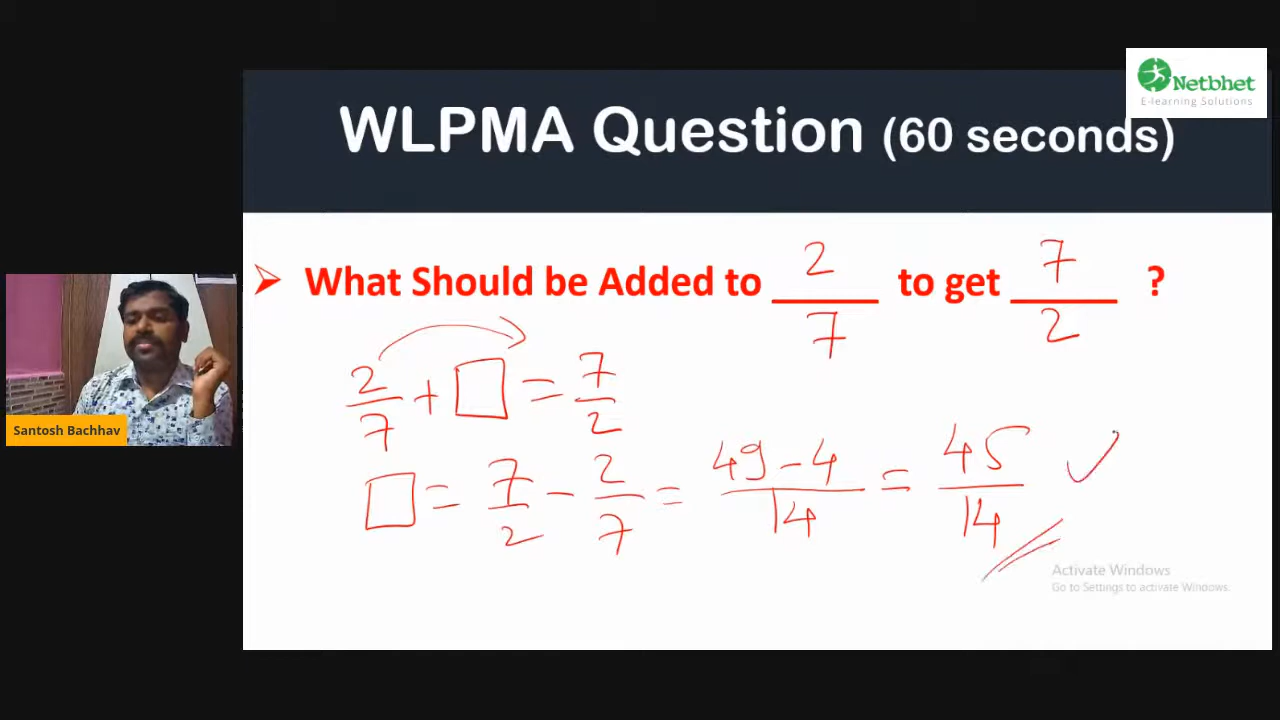 Netbhet
E-learning Solutions
WLPMA Question (60 seconds)
➢ What Should be Added to 2/7 to get 7/2 ?
2/7 + □ = 7/2
□ = 7/2 - 2/7 = 49-4/14 = 45/14 ✓
Santosh Bachhav
Activate Windows
Go to Settings to activate Windows.